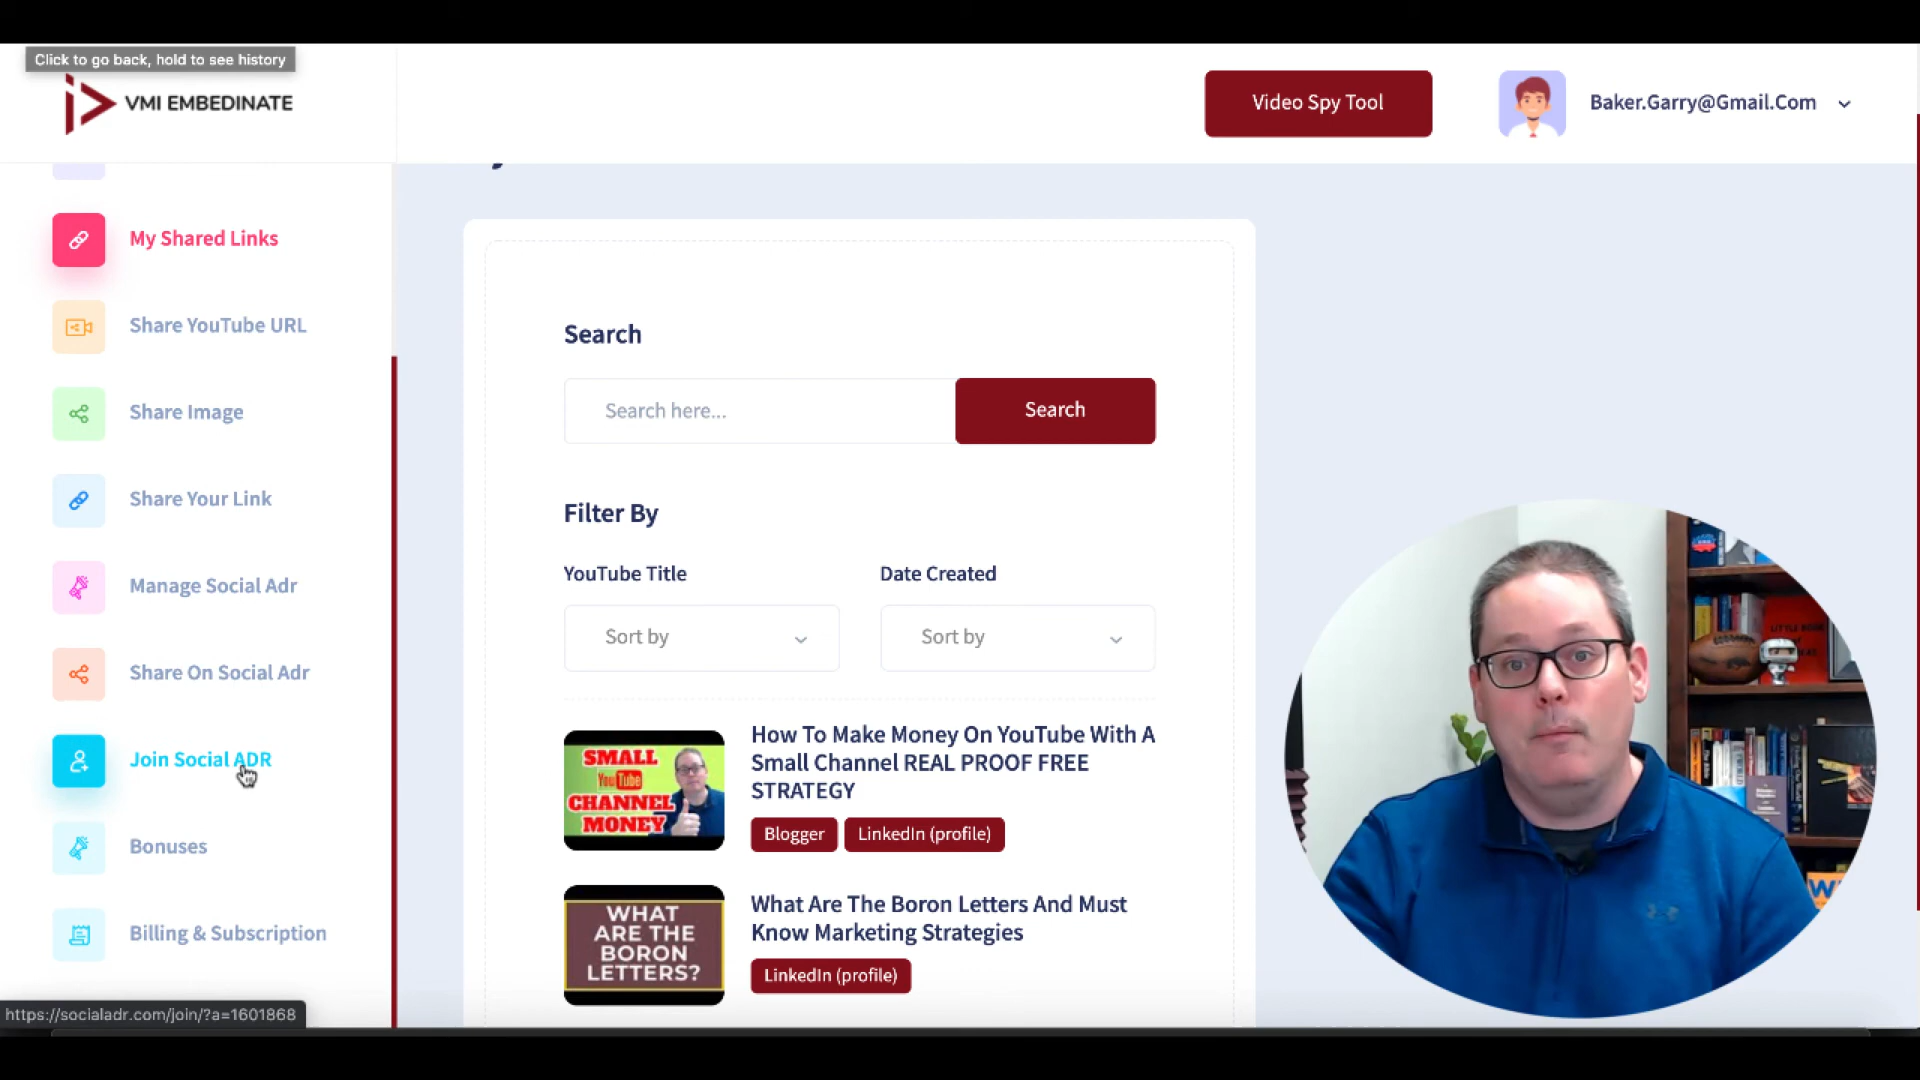 Click to go back, hold to see history
VMI EMBEDINATE
Video Spy Tool
Baker.Garry@Gmail.Com
My Shared Links
Share YouTube URL
Share Image
Share Your Link
Manage Social Adr
Share On Social Adr
Join Social ADR
Bonuses
Billing & Subscription
https://socialadr.com/join/?a=1601868
Search
Search here...
Search
Filter By
YouTube Title
Date Created
Sort by
Sort by
SMALL
YouTube
CHANNEL
MONEY
How To Make Money On YouTube With A
Small Channel REAL PROOF FREE
STRATEGY
Blogger
LinkedIn (profile)
WHAT
ARE THE
BORON
LETTERS?
What Are The Boron Letters And Must
Know Marketing Strategies
LinkedIn (profile)
LITTLE BOOK